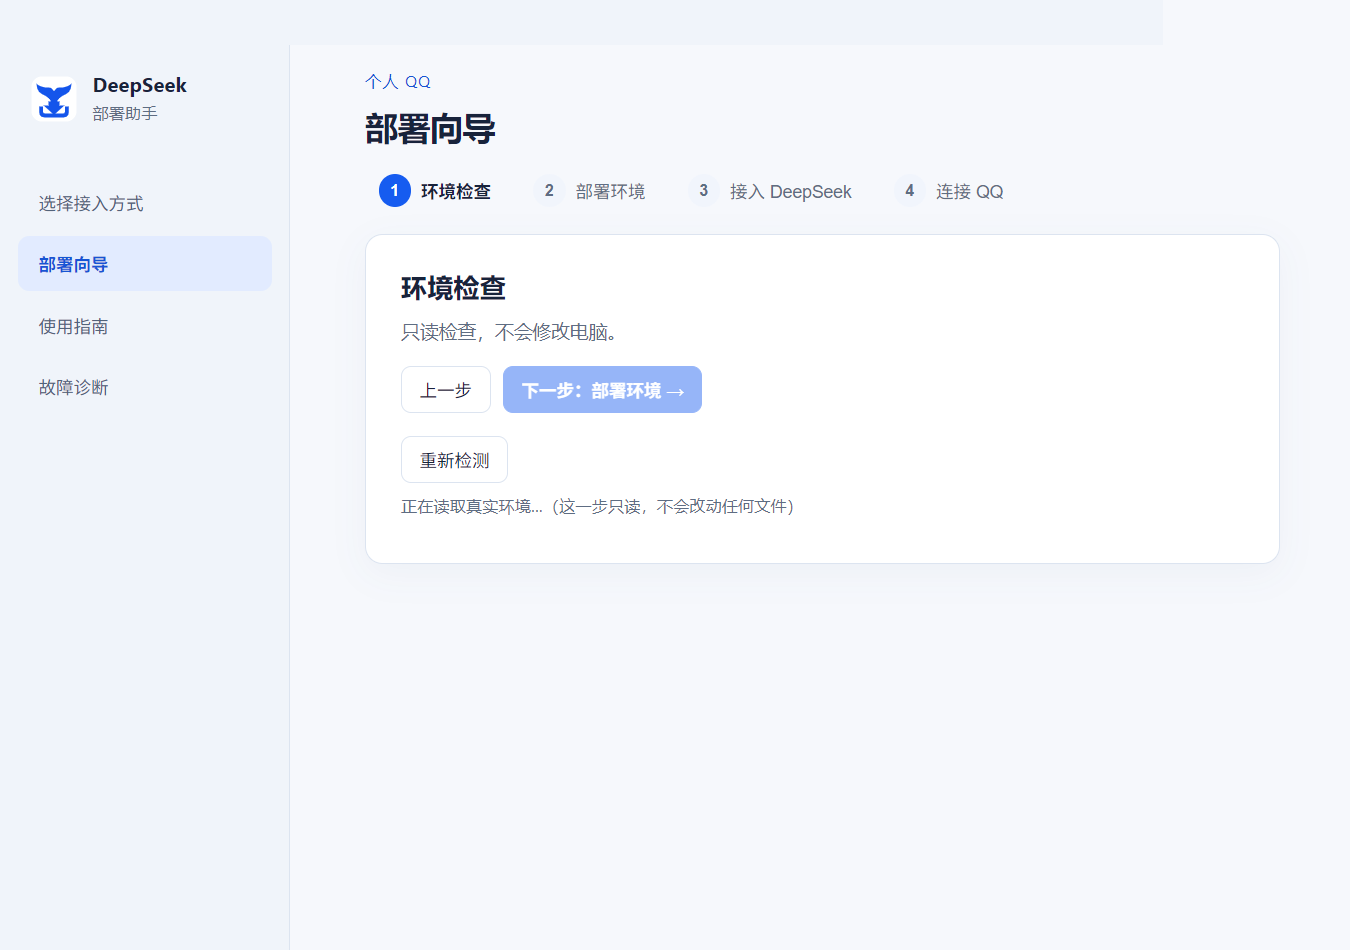 DeepSeek
部署助手
选择接入方式
部署向导
使用指南
故障诊断
个人 QQ
部署向导
1 环境检查 2 部署环境 3 接入 DeepSeek 4 连接 QQ
环境检查
只读检查，不会修改电脑。
上一步 下一步：部署环境 →
重新检测
正在读取真实环境...（这一步只读，不会改动任何文件）